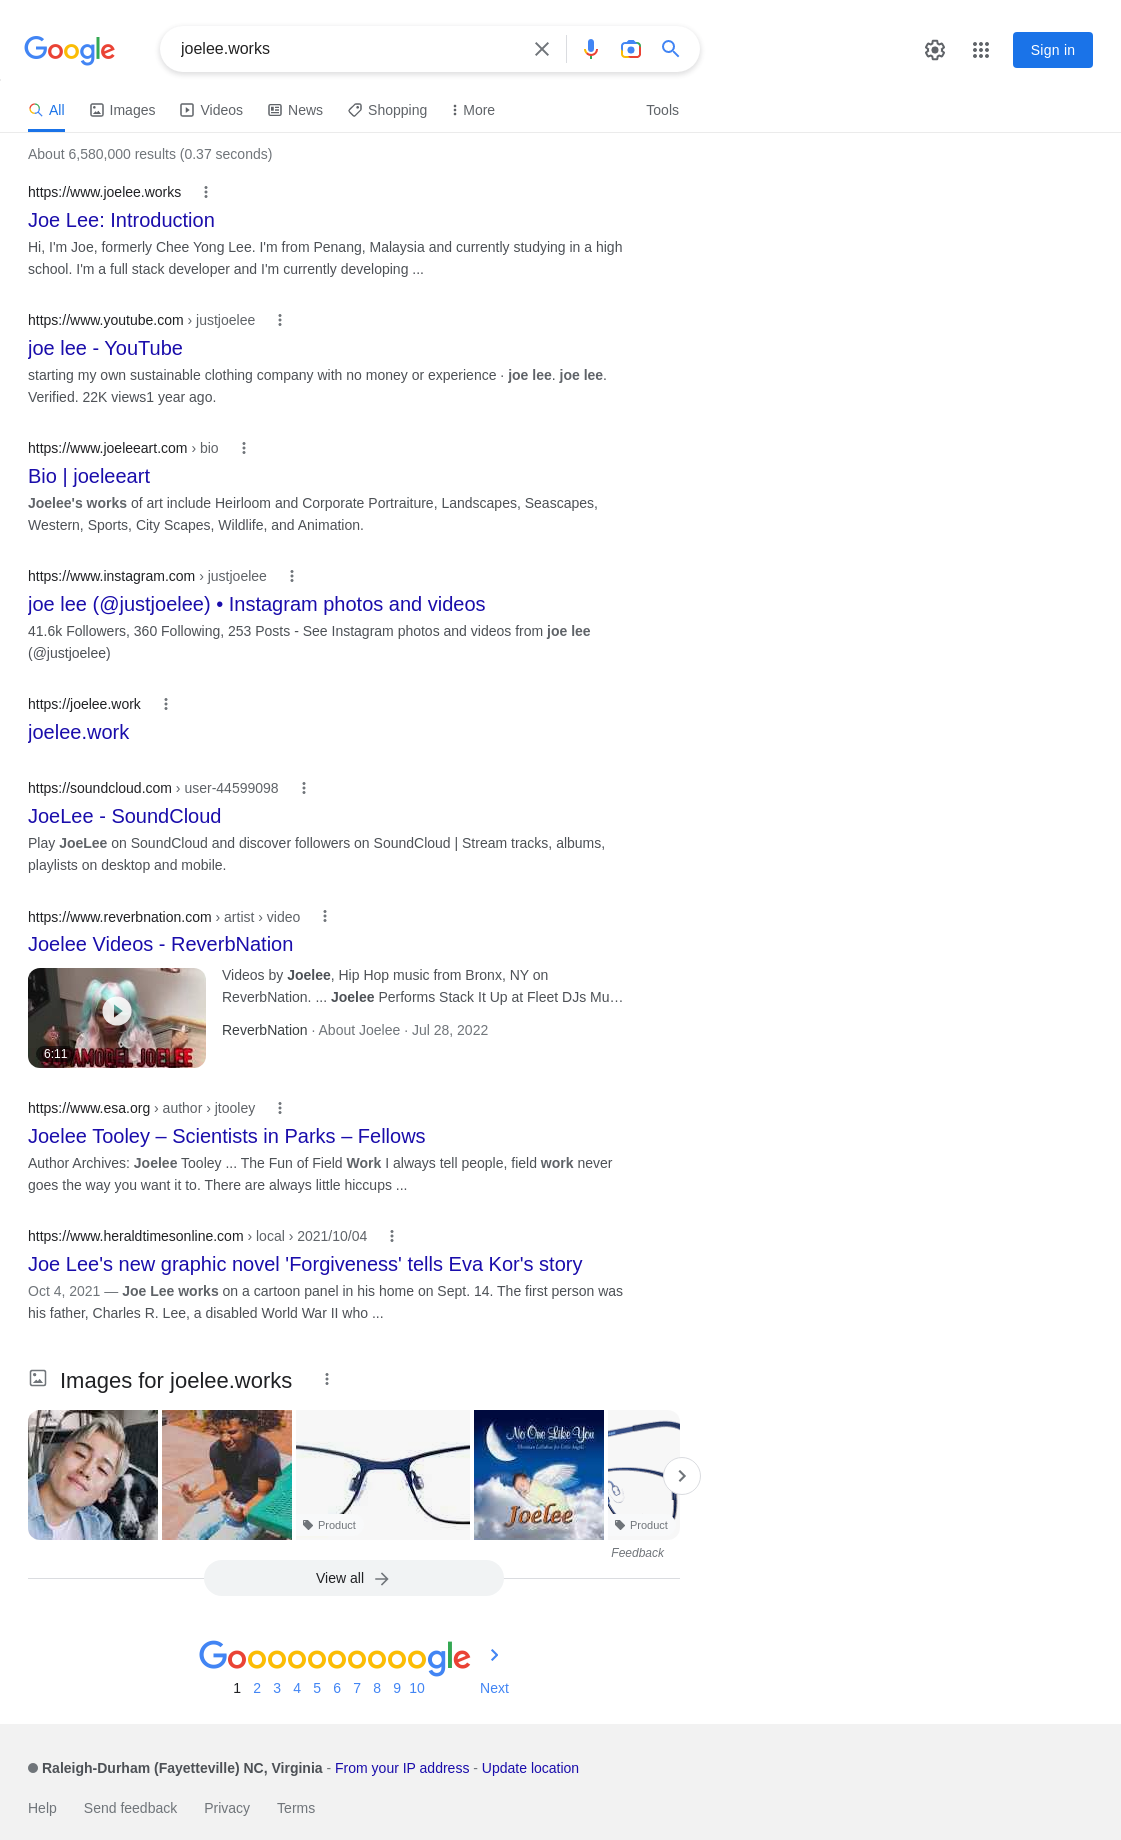 Google
joelee.works
Sign in
All
Images
Videos
News
Shopping
More
Tools
About 6,580,000 results (0.37 seconds)
https://www.joelee.works
Joe Lee: Introduction
Hi, I'm Joe, formerly Chee Yong Lee. I'm from Penang, Malaysia and currently studying in a high
school. I'm a full stack developer and I'm currently developing ...
https://www.youtube.com › justjoelee
joe lee - YouTube
starting my own sustainable clothing company with no money or experience · joe lee. joe lee.
Verified. 22K views1 year ago.
https://www.joeleeart.com › bio
Bio | joeleeart
Joelee's works of art include Heirloom and Corporate Portraiture, Landscapes, Seascapes,
Western, Sports, City Scapes, Wildlife, and Animation.
https://www.instagram.com › justjoelee
joe lee (@justjoelee) • Instagram photos and videos
41.6k Followers, 360 Following, 253 Posts - See Instagram photos and videos from joe lee
(@justjoelee)
https://joelee.work
joelee.work
https://soundcloud.com › user-44599098
JoeLee - SoundCloud
Play JoeLee on SoundCloud and discover followers on SoundCloud | Stream tracks, albums,
playlists on desktop and mobile.
https://www.reverbnation.com › artist › video
Joelee Videos - ReverbNation
Videos by Joelee, Hip Hop music from Bronx, NY on
ReverbNation. ... Joelee Performs Stack It Up at Fleet DJs Mu…
ReverbNation · About Joelee · Jul 28, 2022
6:11
JOELEE
https://www.esa.org › author › jtooley
Joelee Tooley – Scientists in Parks – Fellows
Author Archives: Joelee Tooley ... The Fun of Field Work I always tell people, field work never
goes the way you want it to. There are always little hiccups ...
https://www.heraldtimesonline.com › local › 2021/10/04
Joe Lee's new graphic novel 'Forgiveness' tells Eva Kor's story
Oct 4, 2021 — Joe Lee works on a cartoon panel in his home on Sept. 14. The first person was
his father, Charles R. Lee, a disabled World War II who ...
Images for joelee.works
No One Like You
Christian Lullabies for Little Angels
Joelee
Product
Product
Feedback
View all
Goooooooooogle
1 2 3 4 5 6 7 8 9 10 Next
Raleigh-Durham (Fayetteville) NC, Virginia - From your IP address - Update location
Help Send feedback Privacy Terms